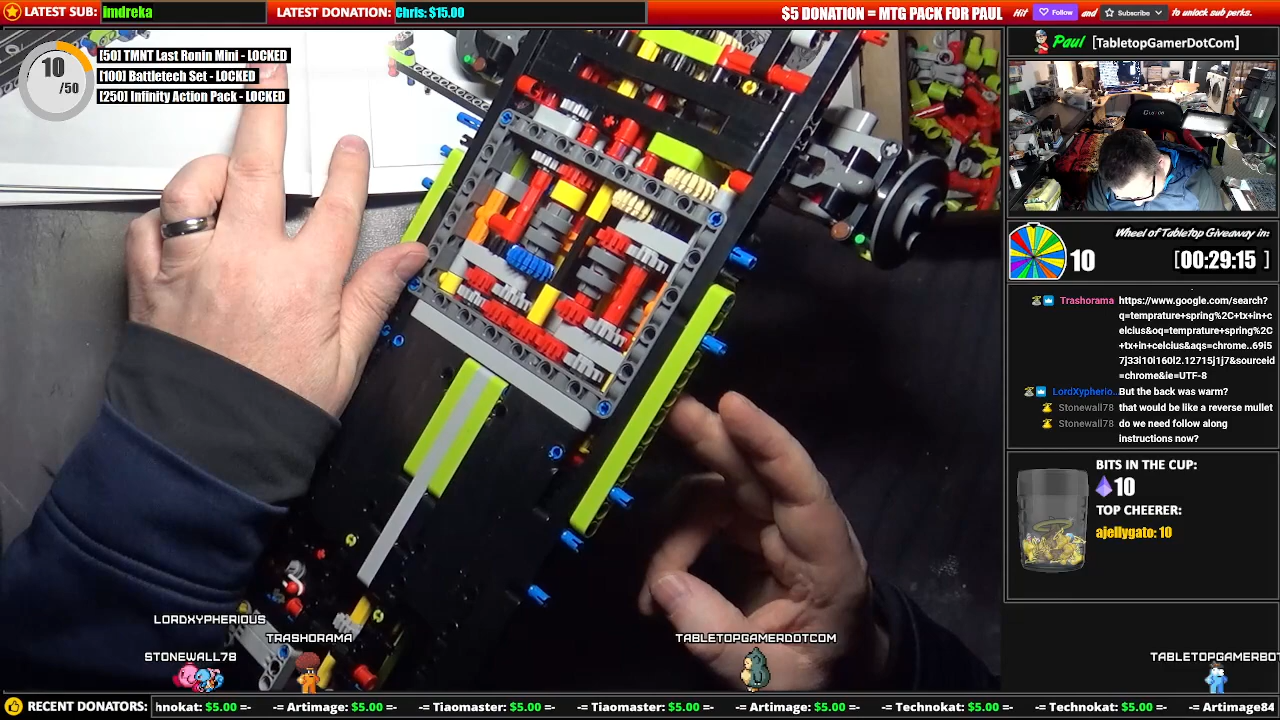 LATEST SUB: imdreka
LATEST DONATION: Chris: $15.00
$5 DONATION = MTG PACK FOR PAUL Hit Follow and Subscribe to unlock sub perks.
10
/50
[50] TMNT Last Ronin Mini - LOCKED
[100] Battletech Set - LOCKED
[250] Infinity Action Pack - LOCKED
Paul [TabletopGamerDotCom]
Wheel of Tabletop Giveaway in:
10 [00:29:15 ]
Trashorama https://www.google.com/search?
q=temprature+spring%2C+tx+in+c
elcius&oq=temprature+spring%2C
+tx+in+celcius&aqs=chrome..69i5
7j33i10i160l2.12715j1j7&sourceid
=chrome&ie=UTF-8
LordXypherio.. But the back was warm?
Stonewall78 that would be like a reverse mullet
Stonewall78 do we need follow along
instructions now?
BITS IN THE CUP:
10
TOP CHEERER:
ajellygato: 10
LORDXYPHERIOUS
TRASHORAMA
STONEWALL78
TABLETOPGAMERDOTCOM
TABLETOPGAMERBOT
RECENT DONATORS: hnokat: $5.00 -= Artimage: $5.00 =- -= Tiaomaster: $5.00 =- -= Tiaomaster: $5.00 =- -= Artimage: $5.00 =- -= Technokat: $5.00 =- -= Technokat: $5.00 =- -= Artimage84